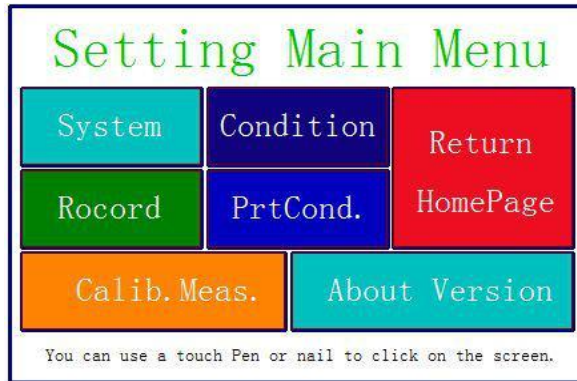 Setting Main Menu
System
Condition
Return
HomePage
Rocord
PrtCond.
Calib.Meas.
About Version
You can use a touch Pen or nail to click on the screen.